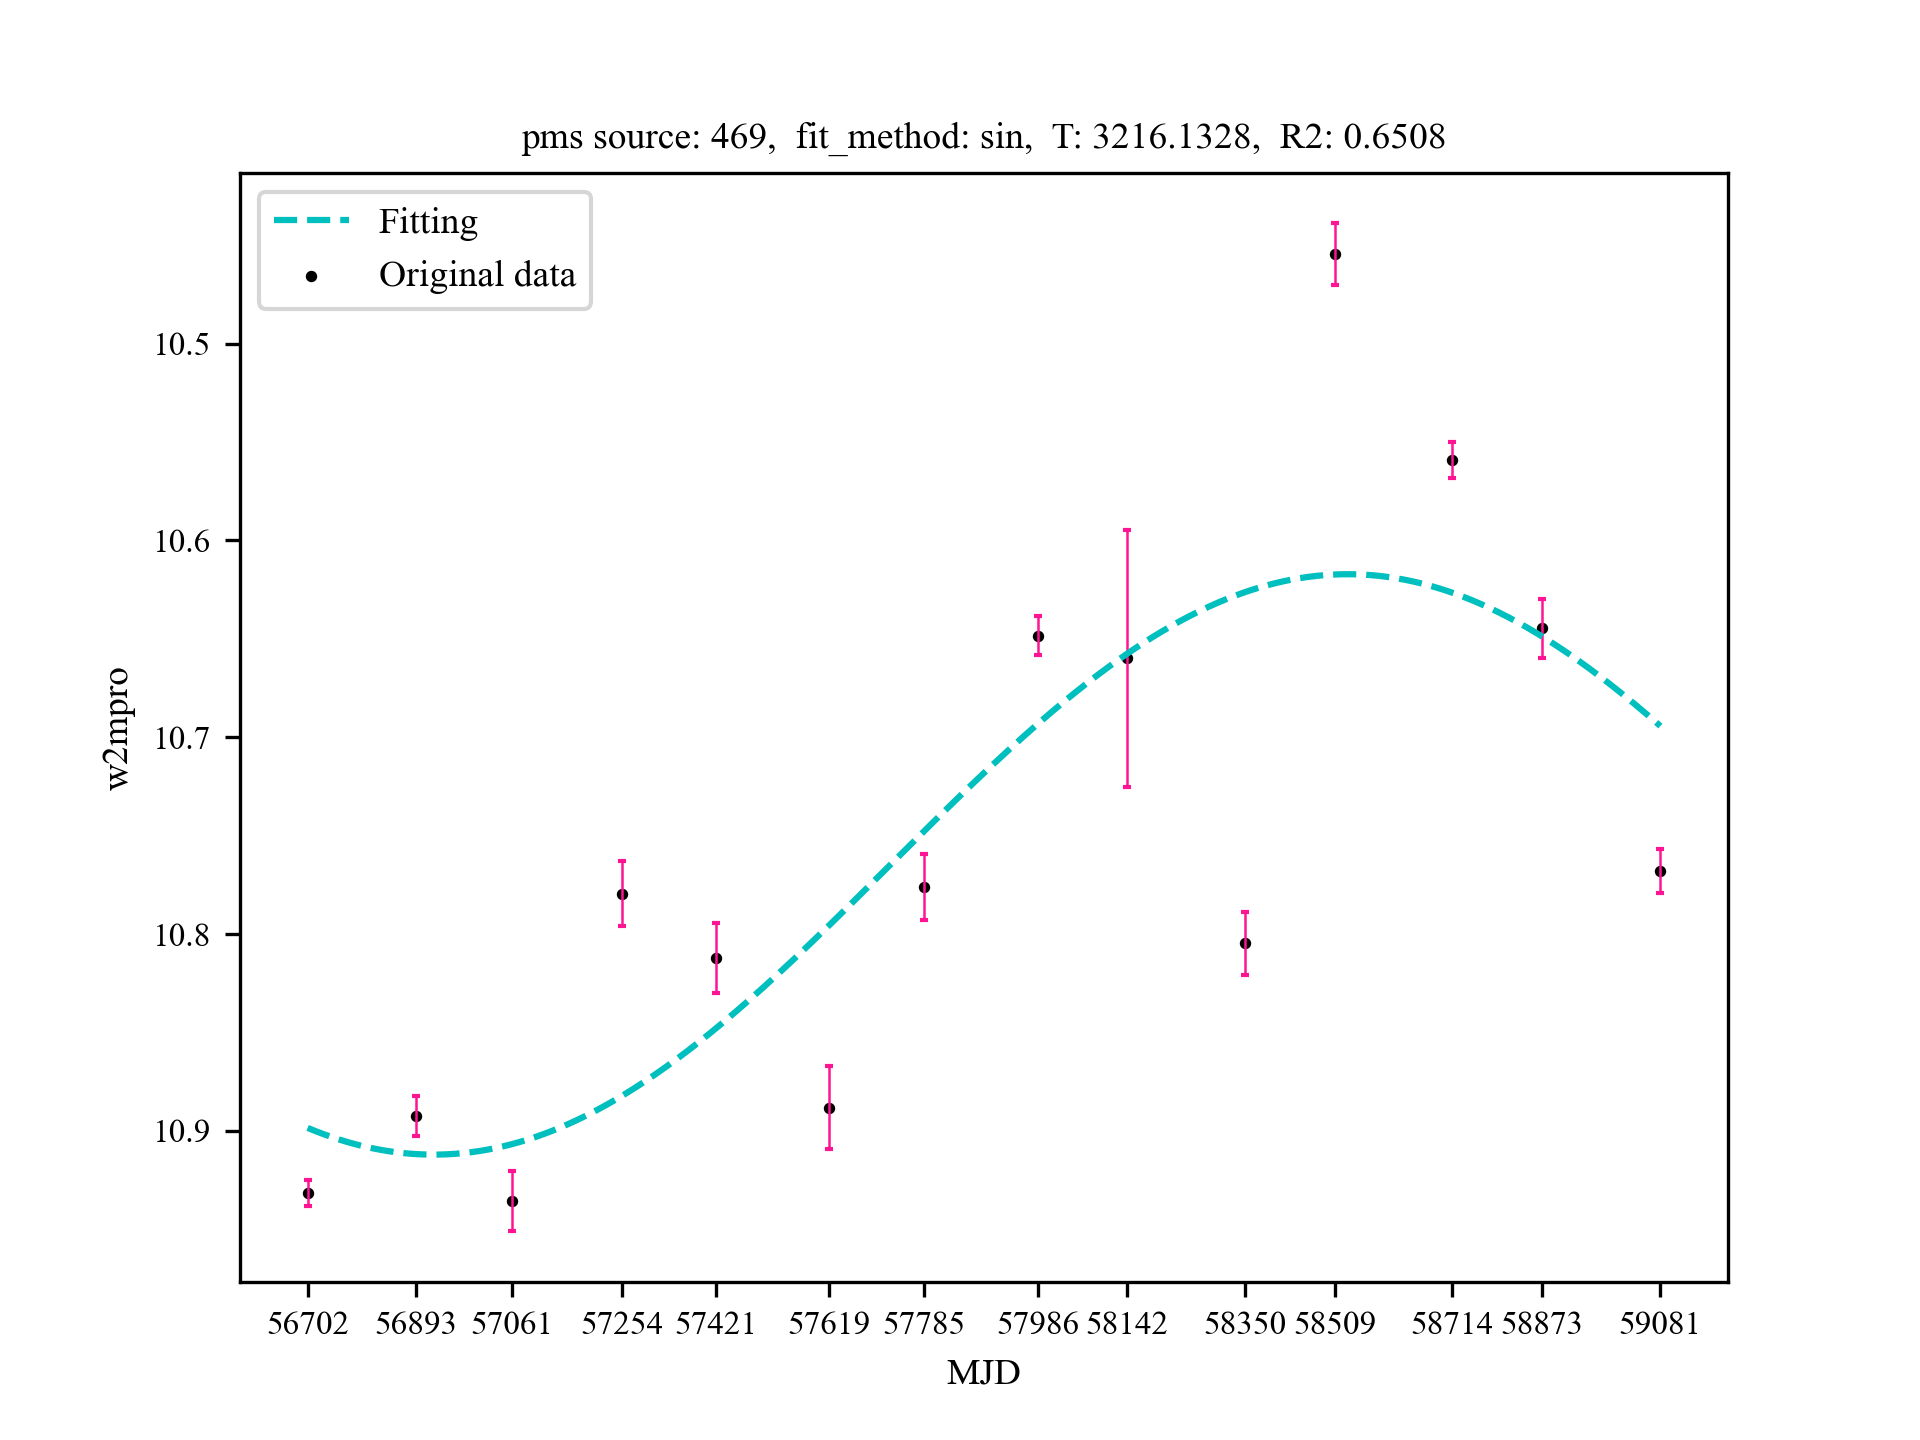 pms source: 469,  fit_method: sin,  T: 3216.1328,  R2: 0.6508
Fitting
Original data
10.5
10.6
10.7
10.8
10.9
w2mpro
56702 56893 57061 57254 57421 57619 57785 57986 58142 58350 58509 58714 58873 59081
MJD